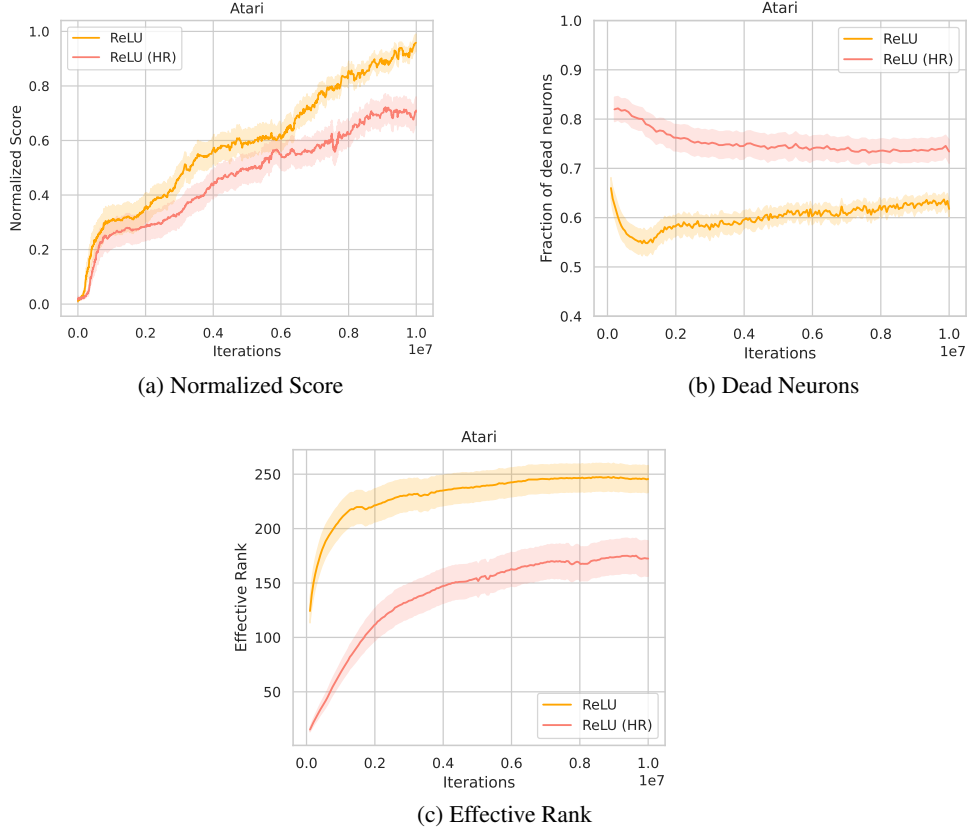 Atari
ReLU
ReLU (HR)
Normalized Score
1.0
0.8
0.6
0.4
0.2
0.0
0.0 0.2 0.4 0.6 0.8 1.0
1e7
Iterations
(a) Normalized Score
Atari
ReLU
ReLU (HR)
Fraction of dead neurons
1.0
0.9
0.8
0.7
0.6
0.5
0.4
0.0 0.2 0.4 0.6 0.8 1.0
1e7
Iterations
(b) Dead Neurons
Atari
Effective Rank
250
200
150
100
50
ReLU
ReLU (HR)
0.0 0.2 0.4 0.6 0.8 1.0
1e7
Iterations
(c) Effective Rank